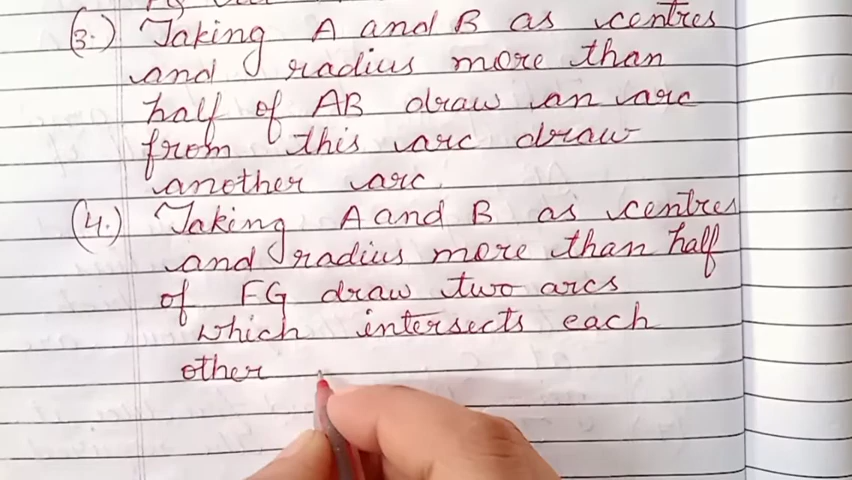 (3.) Taking A and B as centres
and radius more than
half of AB draw an arc
from this arc draw
another arc.
(4.) Taking A and B as centres
and radius more than half
of FG draw two arcs
which intersects each
other